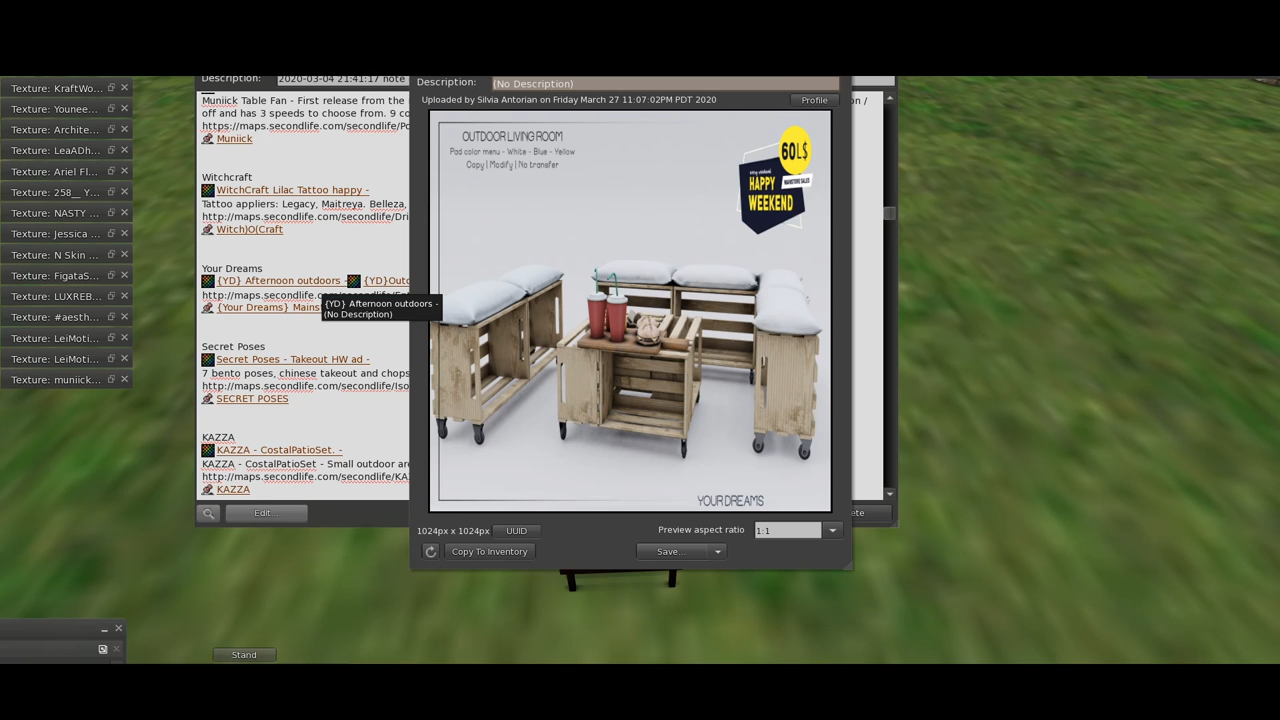 Texture: KraftWo...
Texture: Younee...
Texture: Archite...
Texture: LeaADh...
Texture: Ariel Fl...
Texture: 258__ Y...
Texture: NASTY ...
Texture: Jessica ...
Texture: N Skin ...
Texture: FigataS...
Texture: LUXREB...
Texture: #aesth...
Texture: LeiMoti...
Texture: LeiMoti...
Texture: muniick...
Description: 2020-03-04 21:41:17 note
Muniick Table Fan - First release from the
off and has 3 speeds to choose from. 9 co
https://maps.secondlife.com/secondlife/Po
Muniick
Witchcraft
WitchCraft Lilac Tattoo happy -
Tattoo appliers: Legacy, Maitreya. Belleza,
http://maps.secondlife.com/secondlife/Dri
Witch)O(Craft
Your Dreams
{YD} Afternoon outdoors - {YD}Outd
http://maps.secondlife.
{Your Dreams} Mains
{YD} Afternoon outdoors -
(No Description)
Secret Poses
Secret Poses - Takeout HW ad -
7 bento poses, chinese takeout and chops
http://maps.secondlife.com/secondlife/Iso
SECRET POSES
KAZZA
KAZZA - CostalPatioSet. -
KAZZA - CostalPatioSet - Small outdoor are
http://maps.secondlife.com/secondlife/KA
KAZZA
Edit...
Description: (No Description)
Uploaded by Silvia Antorian on Friday March 27 11:07:02PM PDT 2020
Profile
OUTDOOR LIVING ROOM
Pad color menu - White - Blue - Yellow
Copy | Modify | No transfer
60L$
HAPPY
MAINSTORE SALES
WEEKEND
YOUR DREAMS
1024px x 1024px
UUID
Preview aspect ratio
1:1
Copy To Inventory
Save...
Stand